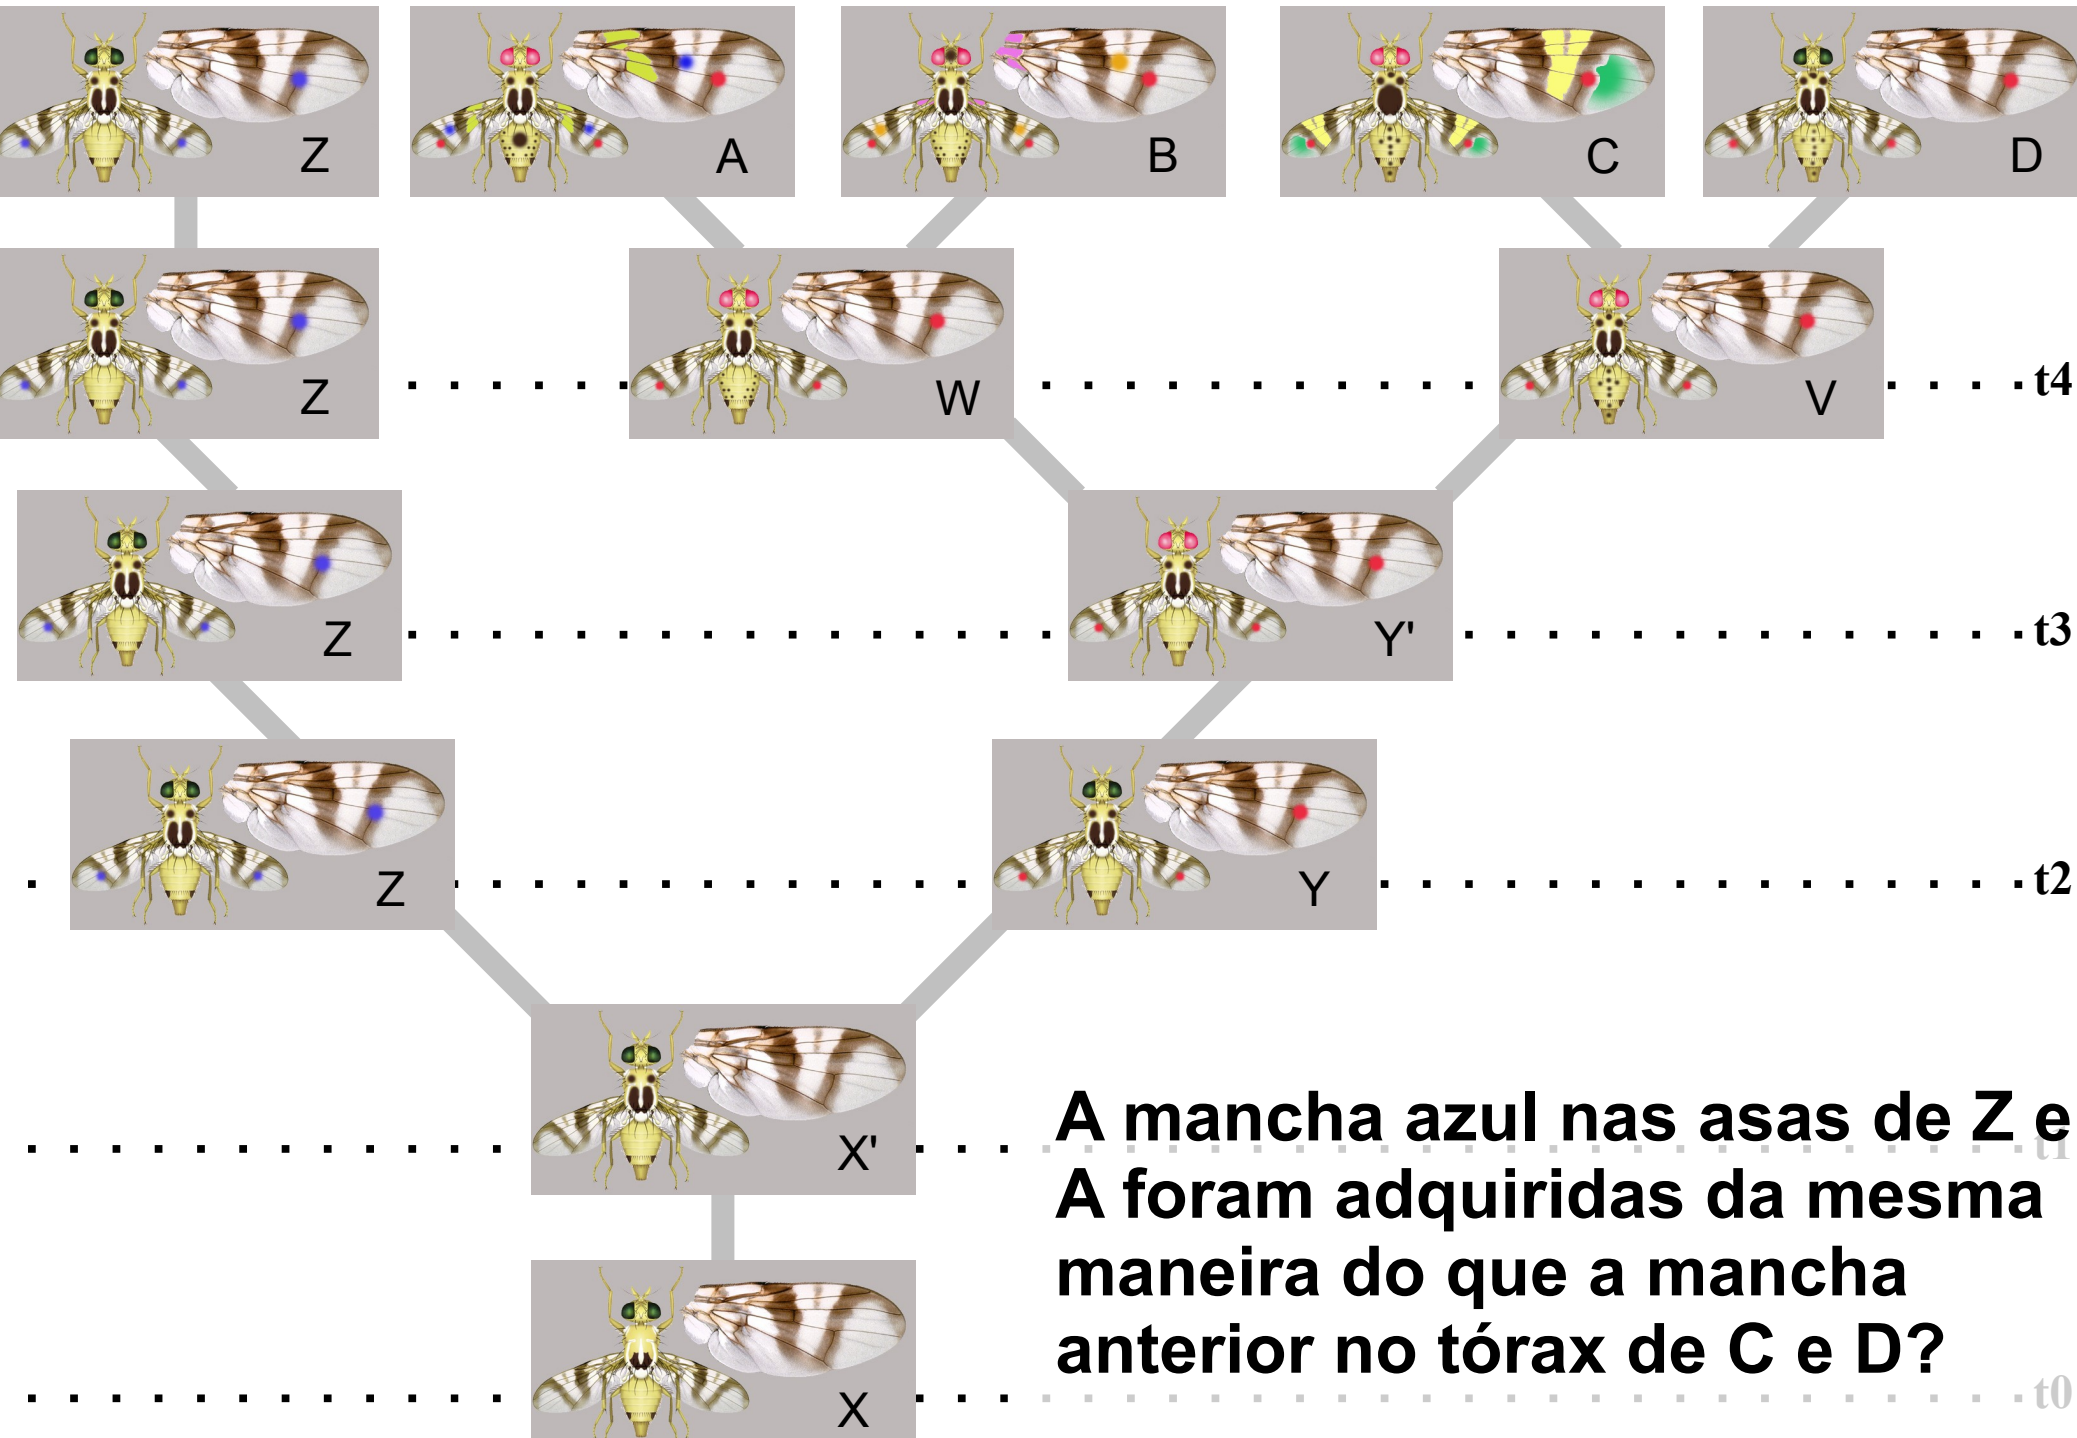 Z
A
B
C
D
Z
W
V
t4
Z
Y'
t3
Z
Y
t2
X'
t1
A mancha azul nas asas de Z e
A foram adquiridas da mesma
maneira do que a mancha
anterior no tórax de C e D?
X
t0